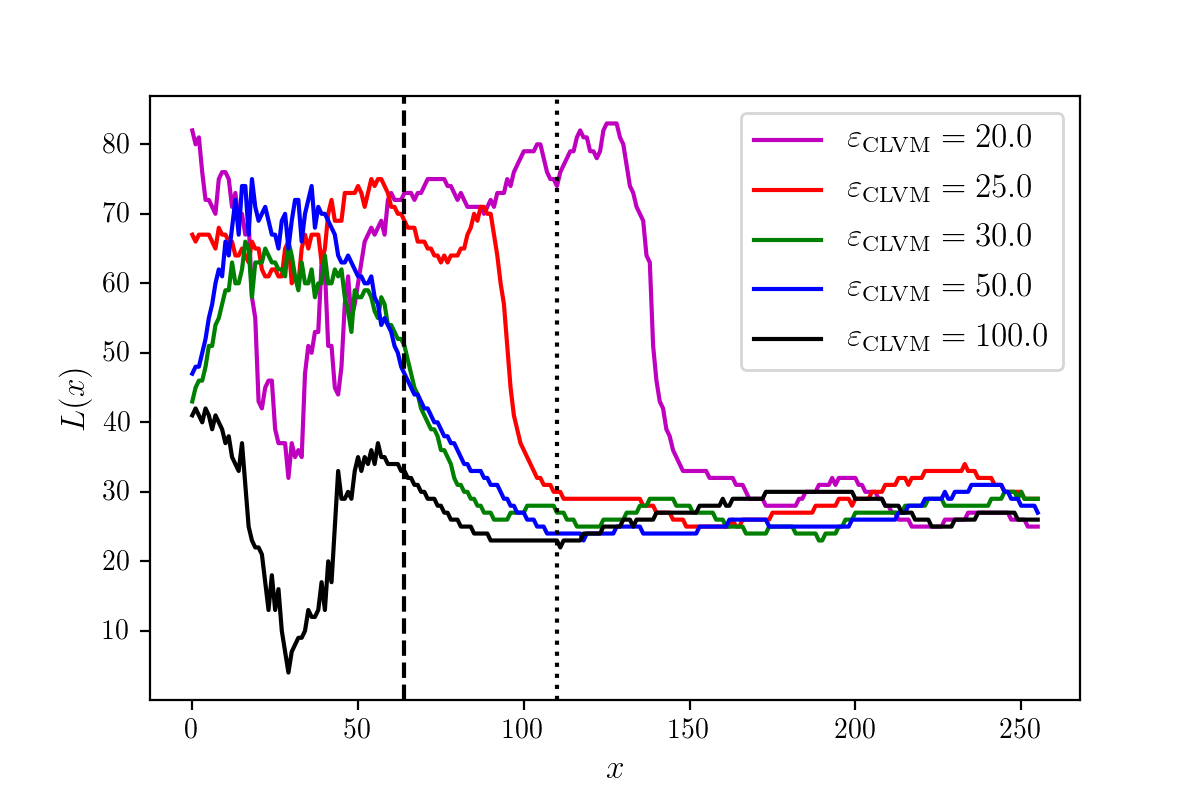 ε_CLVM = 20.0
ε_CLVM = 25.0
ε_CLVM = 30.0
ε_CLVM = 50.0
ε_CLVM = 100.0
80
70
60
50
40
30
20
10
L(x)
0 50 100 150 200 250
x